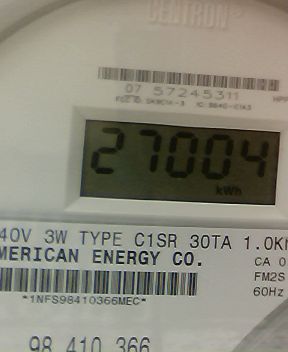 CENTRON®
07 57245311
27004
kWh
40V 3W TYPE C1SR 30TA 1.0K
MERICAN ENERGY CO.
CA 0
FM2S
*1NFS98410366MEC*
60Hz
98 410 366